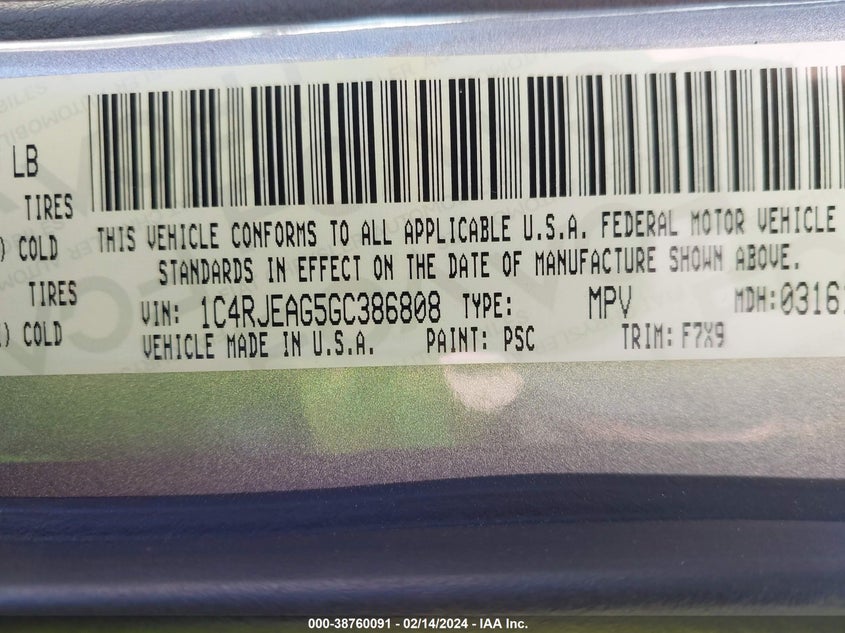 LB
TIRES
) COLD
TIRES
) COLD
THIS VEHICLE CONFORMS TO ALL APPLICABLE U.S.A. FEDERAL MOTOR VEHICLE
STANDARDS IN EFFECT ON THE DATE OF MANUFACTURE SHOWN ABOVE.
VIN: 1C4RJEAG5GC386808 TYPE: MPV MDH:0316
VEHICLE MADE IN U.S.A. PAINT: PSC TRIM: F7X9
000-38760091 - 02/14/2024 - IAA Inc.